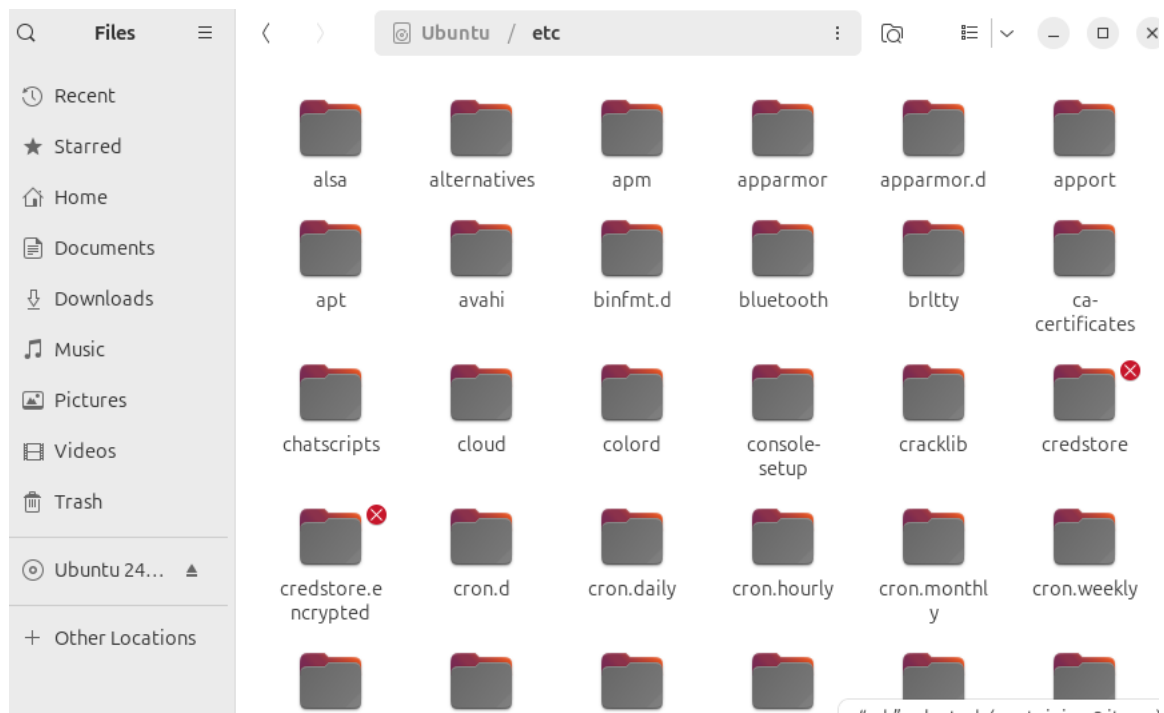 Files
Ubuntu / etc
Recent
Starred
Home
Documents
Downloads
Music
Pictures
Videos
Trash
Ubuntu 24...
Other Locations
alsa
alternatives
apm
apparmor
apparmor.d
apport
apt
avahi
binfmt.d
bluetooth
brltty
ca-
certificates
chatscripts
cloud
colord
console-
setup
cracklib
credstore
credstore.e
ncrypted
cron.d
cron.daily
cron.hourly
cron.monthl
y
cron.weekly